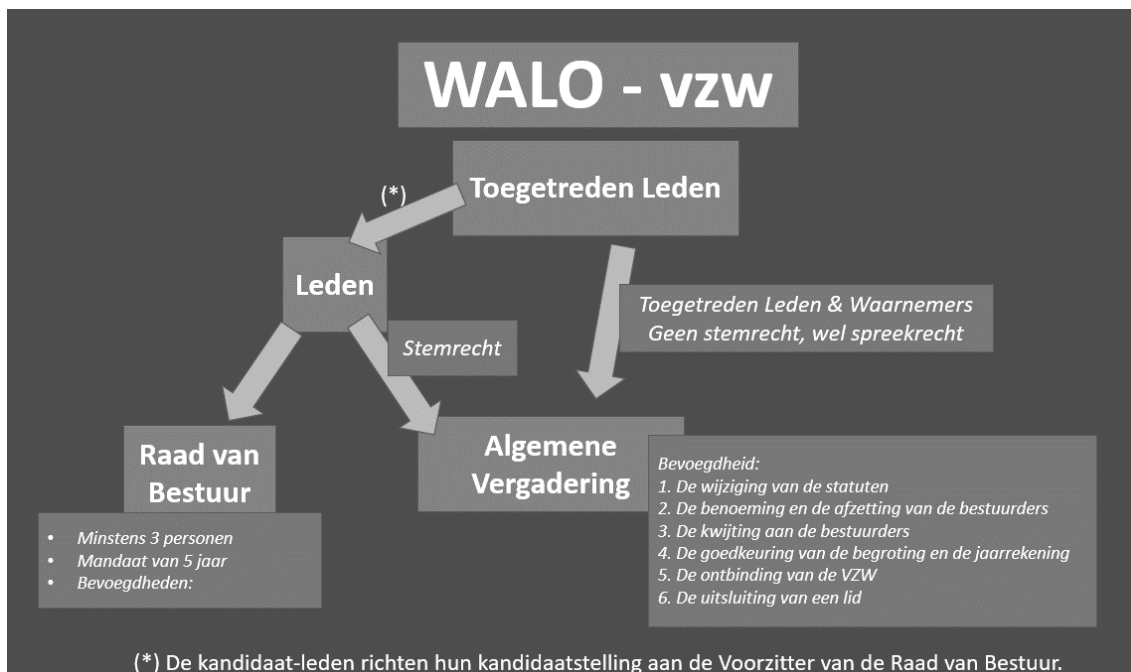 WALO - vzw
Toegetreden Leden
(*)
Leden
Toegetreden Leden & Waarnemers
Geen stemrecht, wel spreekrecht
Stemrecht
Raad van
Bestuur
• Minstens 3 personen
• Mandaat van 5 jaar
• Bevoegdheden:
Algemene
Vergadering
Bevoegdheid:
1. De wijziging van de statuten
2. De benoeming en de afzetting van de bestuurders
3. De kwijting aan de bestuurders
4. De goedkeuring van de begroting en de jaarrekening
5. De ontbinding van de VZW
6. De uitsluiting van een lid
(*) De kandidaat-leden richten hun kandidaatstelling aan de Voorzitter van de Raad van Bestuur.